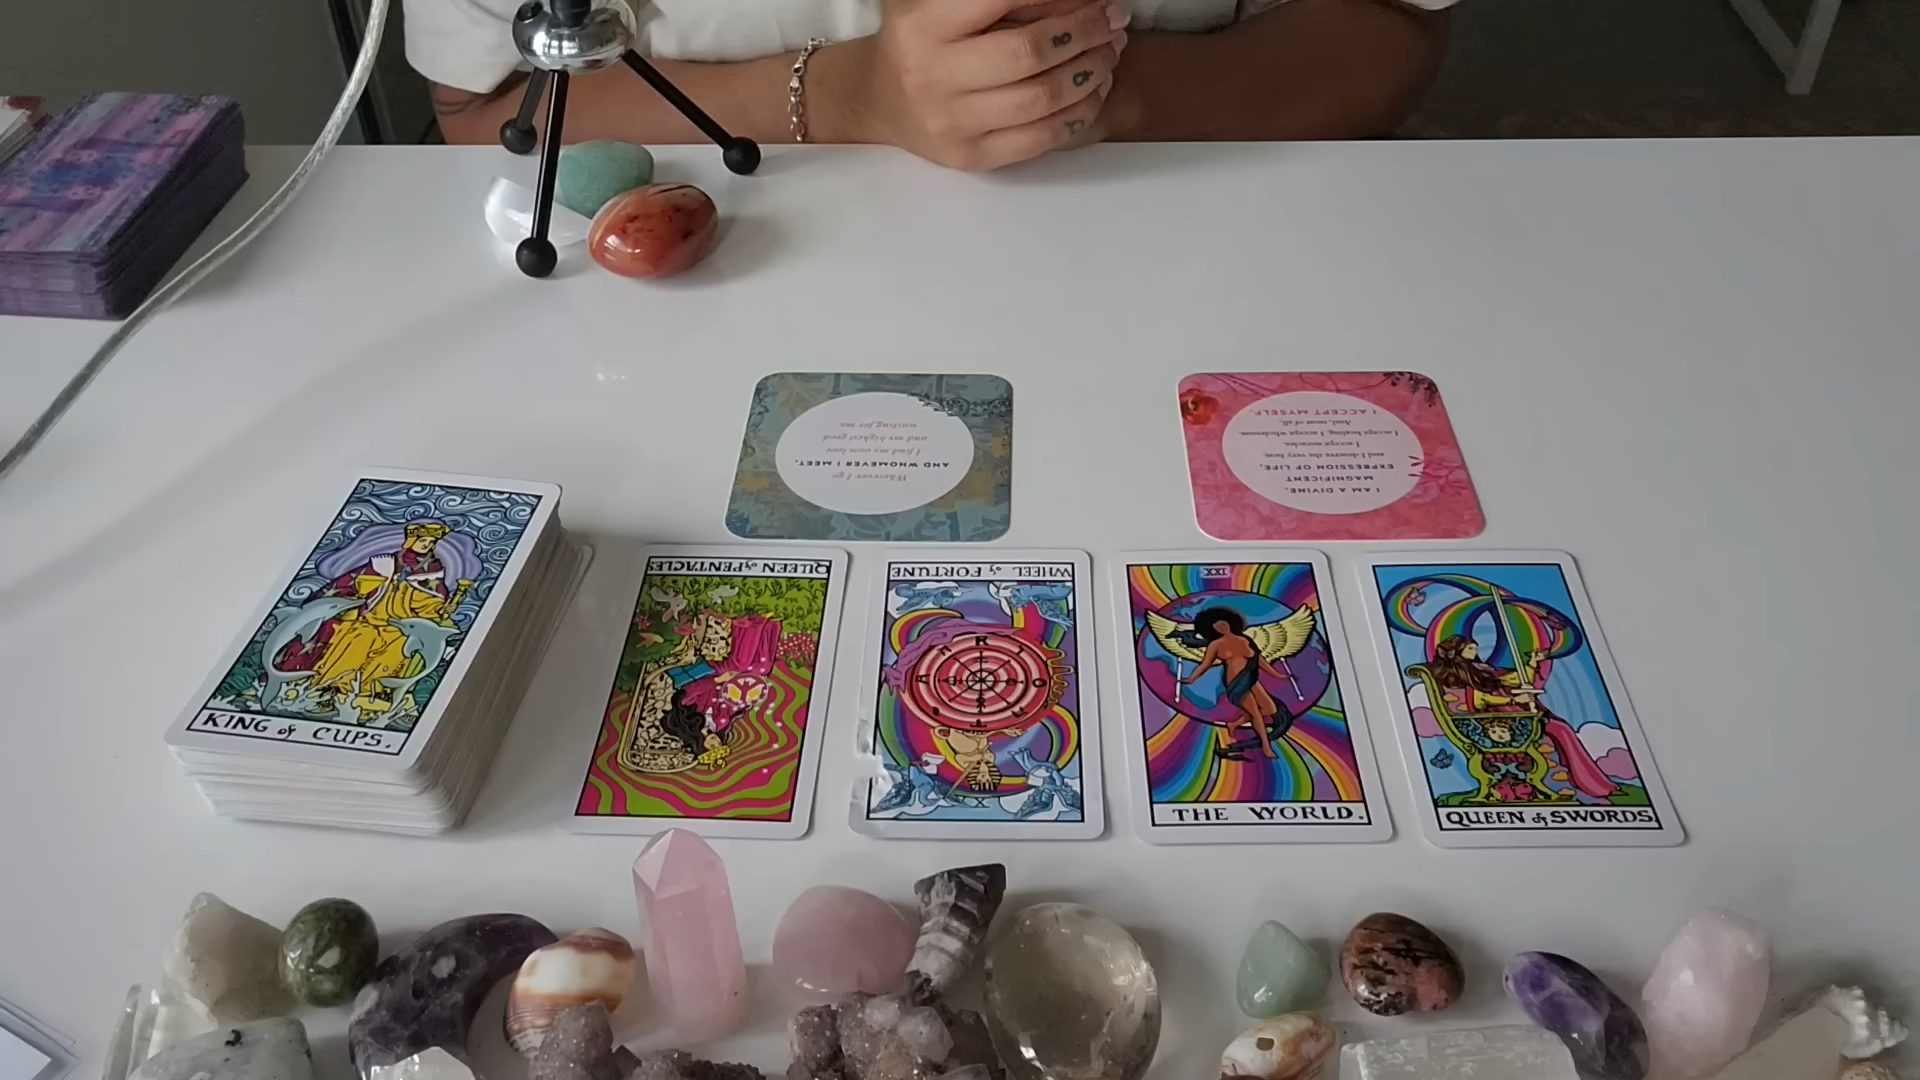 Wherever I go
AND WHOMEVER I MEET,
I find my own love
and my highest good
waiting for me.
I AM A DIVINE,
MAGNIFICENT
EXPRESSION OF LIFE,
and I deserve the very best.
I accept miracles.
I accept healing. I accept wholeness.
And, most of all,
I ACCEPT MYSELF.
KING of CUPS.
QUEEN of PENTACLES
WHEEL of FORTUNE
X
XXI
THE WORLD.
QUEEN of SWORDS.